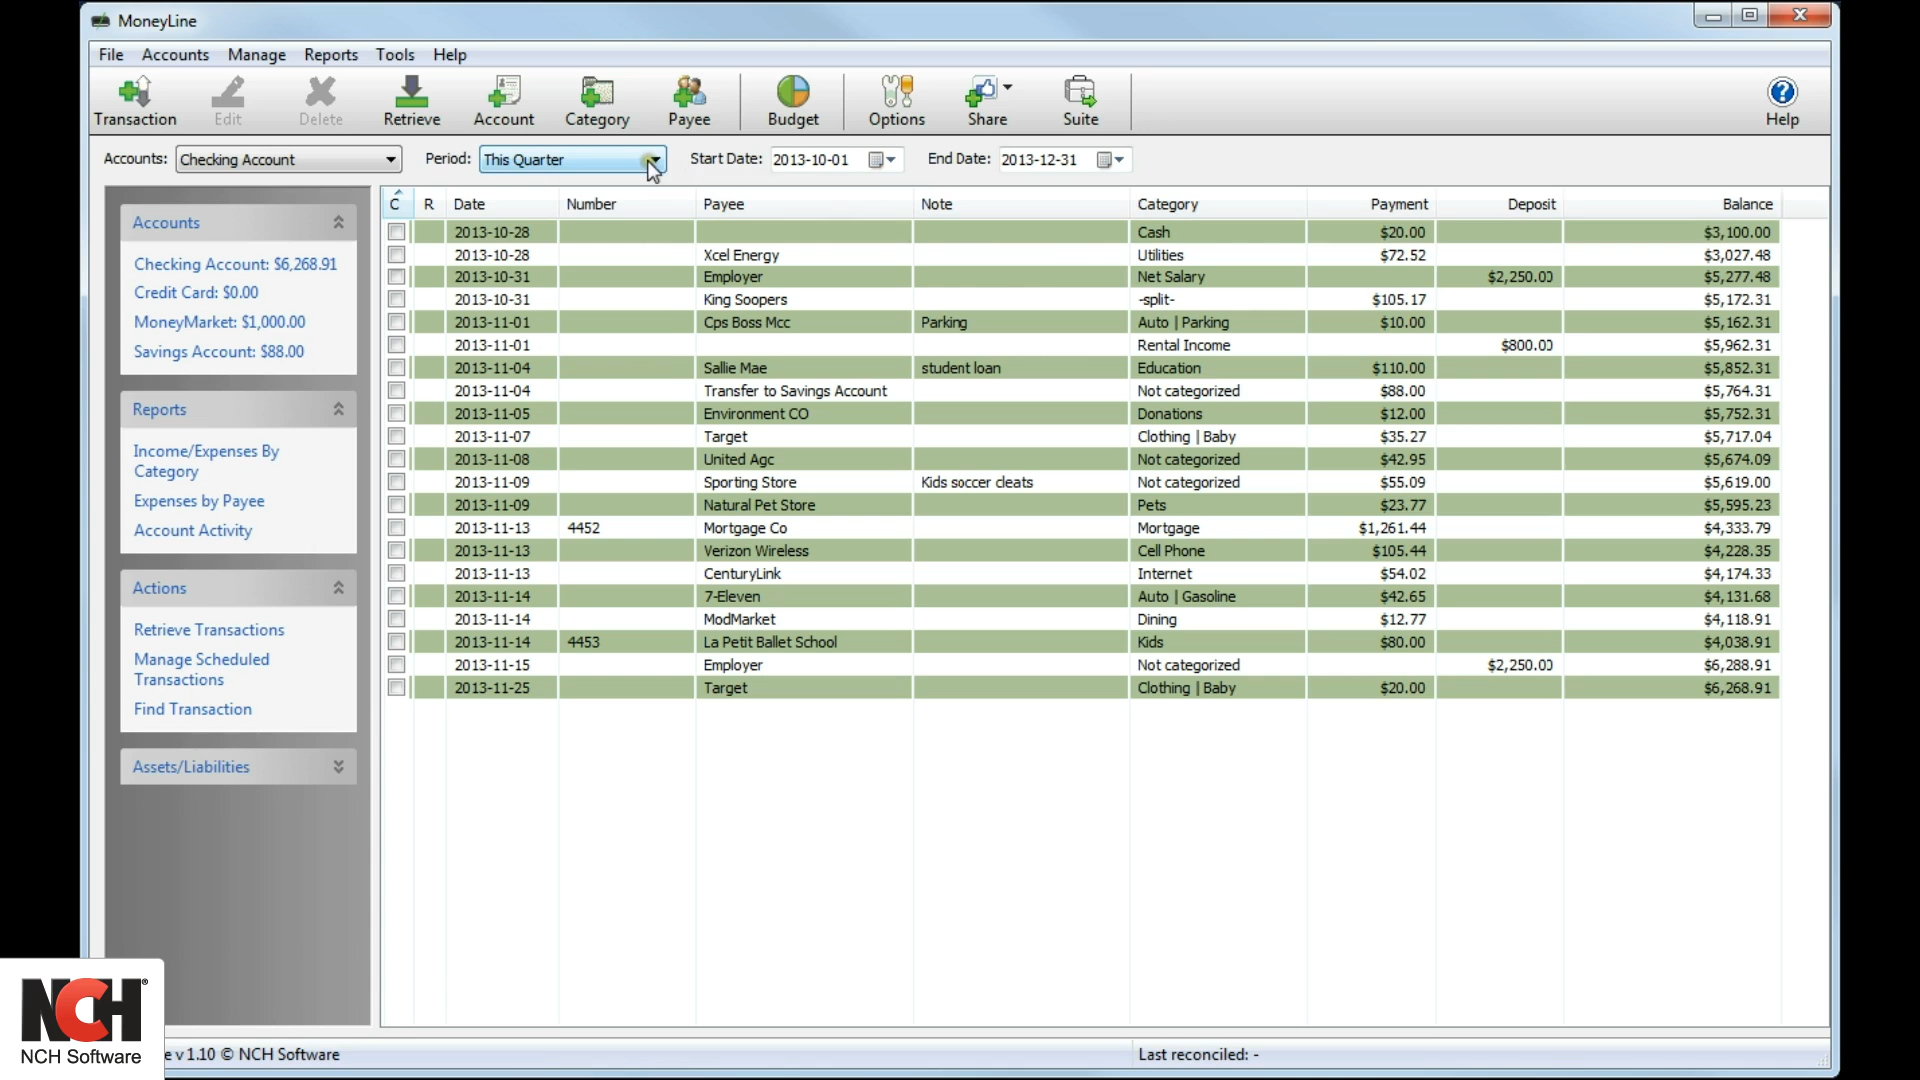 MoneyLine
File Accounts Manage Reports Tools Help
Transaction Edit Delete Retrieve Account Category Payee Budget Options Share Suite Help
Accounts: Checking Account Period: This Quarter Start Date: 2013-10-01 End Date: 2013-12-31
Accounts
Checking Account: $6,268.91
Credit Card: $0.00
MoneyMarket: $1,000.00
Savings Account: $88.00
Reports
Income/Expenses By
Category
Expenses by Payee
Account Activity
Actions
Retrieve Transactions
Manage Scheduled
Transactions
Find Transaction
Assets/Liabilities
C R Date Number Payee Note Category Payment Deposit Balance
2013-10-28 Cash $20.00 $3,100.00
2013-10-28 Xcel Energy Utilities $72.52 $3,027.48
2013-10-31 Employer Net Salary $2,250.00 $5,277.48
2013-10-31 King Soopers -split- $105.17 $5,172.31
2013-11-01 Cps Boss Mcc Parking Auto | Parking $10.00 $5,162.31
2013-11-01 Rental Income $800.00 $5,962.31
2013-11-04 Sallie Mae student loan Education $110.00 $5,852.31
2013-11-04 Transfer to Savings Account Not categorized $88.00 $5,764.31
2013-11-05 Environment CO Donations $12.00 $5,752.31
2013-11-07 Target Clothing | Baby $35.27 $5,717.04
2013-11-08 United Agc Not categorized $42.95 $5,674.09
2013-11-09 Sporting Store Kids soccer cleats Not categorized $55.09 $5,619.00
2013-11-09 Natural Pet Store Pets $23.77 $5,595.23
2013-11-13 4452 Mortgage Co Mortgage $1,261.44 $4,333.79
2013-11-13 Verizon Wireless Cell Phone $105.44 $4,228.35
2013-11-13 CenturyLink Internet $54.02 $4,174.33
2013-11-14 7-Eleven Auto | Gasoline $42.65 $4,131.68
2013-11-14 ModMarket Dining $12.77 $4,118.91
2013-11-14 4453 La Petit Ballet School Kids $80.00 $4,038.91
2013-11-15 Employer Not categorized $2,250.00 $6,288.91
2013-11-25 Target Clothing | Baby $20.00 $6,268.91
NCH®
NCH Software
e v 1.10 © NCH Software Last reconciled: -